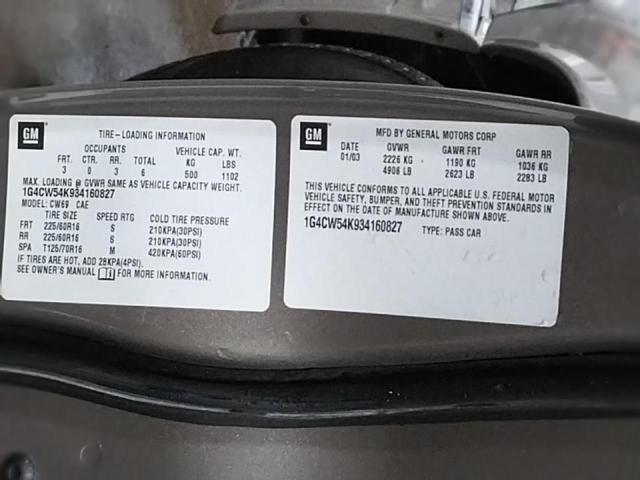 GM
TIRE-LOADING INFORMATION
OCCUPANTS VEHICLE CAP. WT.
FRT. CTR. RR. TOTAL KG LBS
3 0 3 6 500 1102
MAX. LOADING @ GVWR SAME AS VEHICLE CAPACITY WEIGHT.
1G4CW54K934160827
MODEL: CW69 CAE
TIRE SIZE SPEED RTG COLD TIRE PRESSURE
FRT 225/60R16 S 210KPA(30PSI)
RR 225/60R16 S 210KPA(30PSI)
SPA T125/70R16 M 420KPA(60PSI)
IF TIRES ARE HOT, ADD 28KPA(4PSI).
SEE OWNER'S MANUAL FOR MORE INFORMATION.
GM
MFD BY GENERAL MOTORS CORP
DATE GVWR GAWR FRT GAWR RR
01/03 2226 KG 1190 KG 1036 KG
4906 LB 2623 LB 2283 LB
THIS VEHICLE CONFORMS TO ALL APPLICABLE U.S. FEDERAL MOTOR
VEHICLE SAFETY, BUMPER, AND THEFT PREVENTION STANDARDS IN
EFFECT ON THE DATE OF MANUFACTURE SHOWN ABOVE.
1G4CW54K934160827 TYPE: PASS CAR